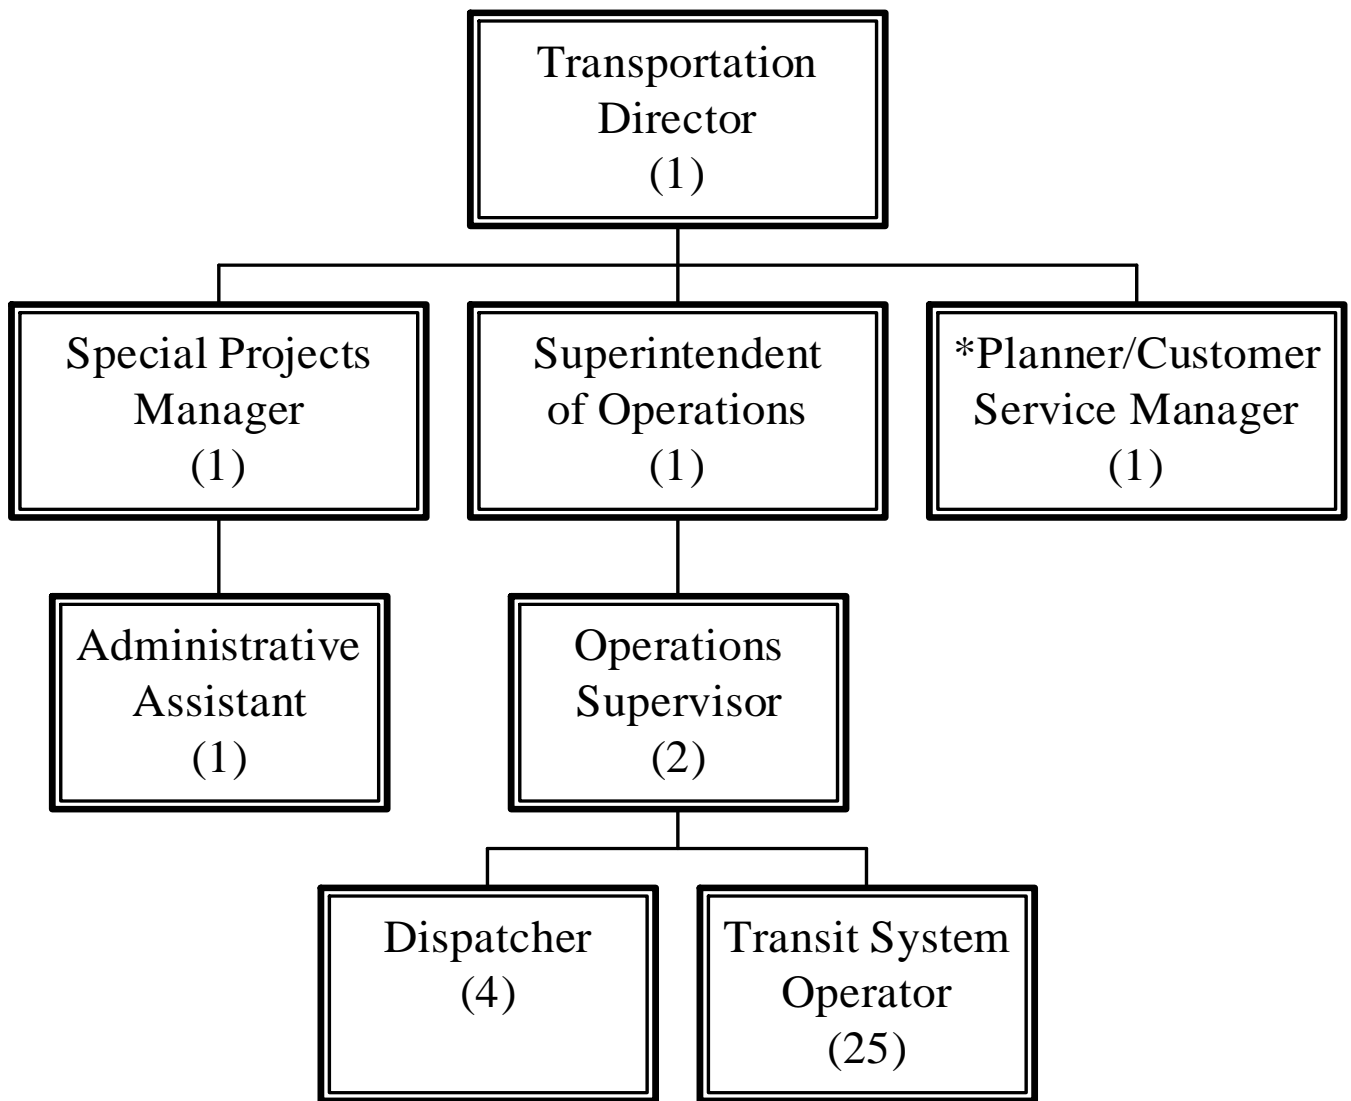 Transportation
Director
(1)
Special Projects
Manager
(1)
Superintendent
of Operations
(1)
*Planner/Customer
Service Manager
(1)
Administrative
Assistant
(1)
Operations
Supervisor
(2)
Dispatcher
(4)
Transit System
Operator
(25)